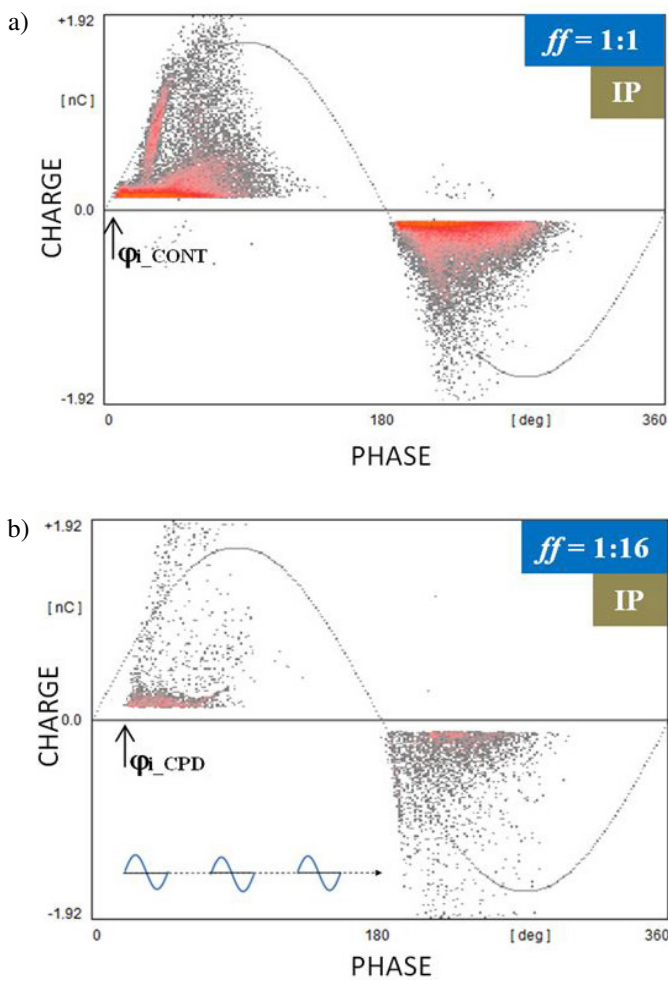 a)
+1.92
ff = 1:1
IP
[ nC ]
CHARGE
0.0
φi_CONT
-1.92
0
180
[ deg ]
360
PHASE
b)
+1.92
ff = 1:16
IP
[ nC ]
CHARGE
0.0
φi_CPD
-1.92
0
180
[ deg ]
360
PHASE